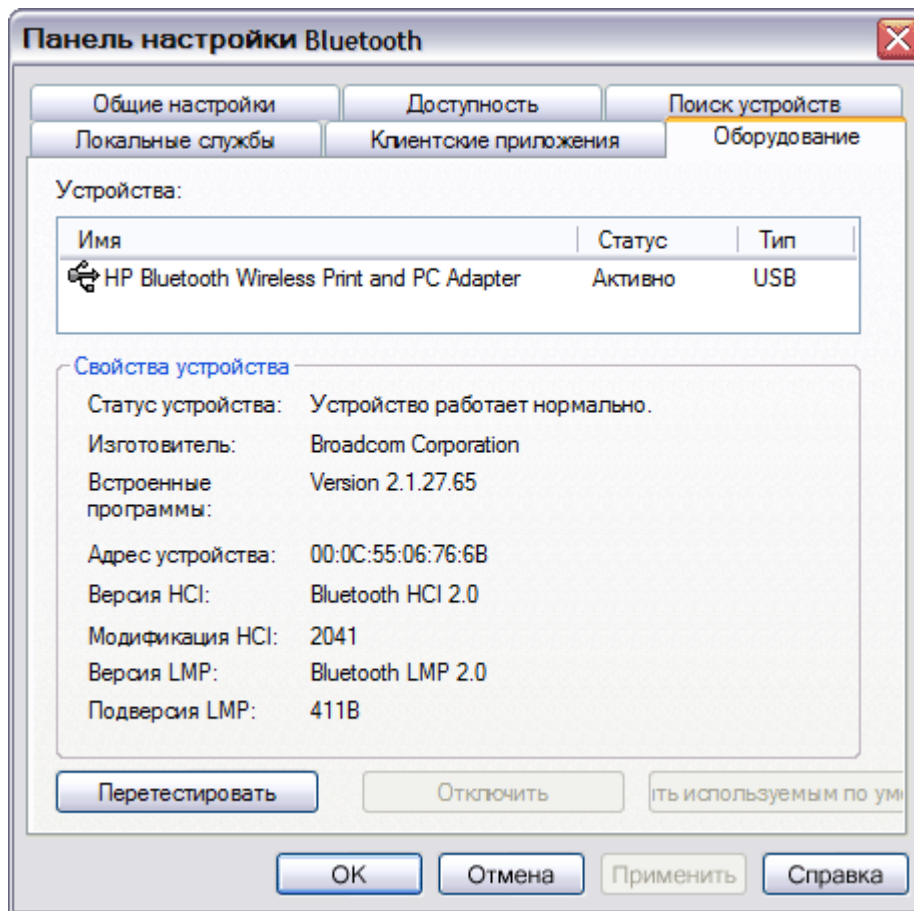 Панель настройки Bluetooth
Общие настройки Доступность Поиск устройств
Локальные службы Клиентские приложения Оборудование
Устройства:
Имя Статус Тип
HP Bluetooth Wireless Print and PC Adapter Активно USB
Свойства устройства
Статус устройства: Устройство работает нормально.
Изготовитель: Broadcom Corporation
Встроенные Version 2.1.27.65
программы:
Адрес устройства: 00:0C:55:06:76:6B
Версия HCI: Bluetooth HCI 2.0
Модификация HCI: 2041
Версия LMP: Bluetooth LMP 2.0
Подверсия LMP: 411B
Перетестировать Отключить ить используемым по уме
OK Отмена Применить Справка